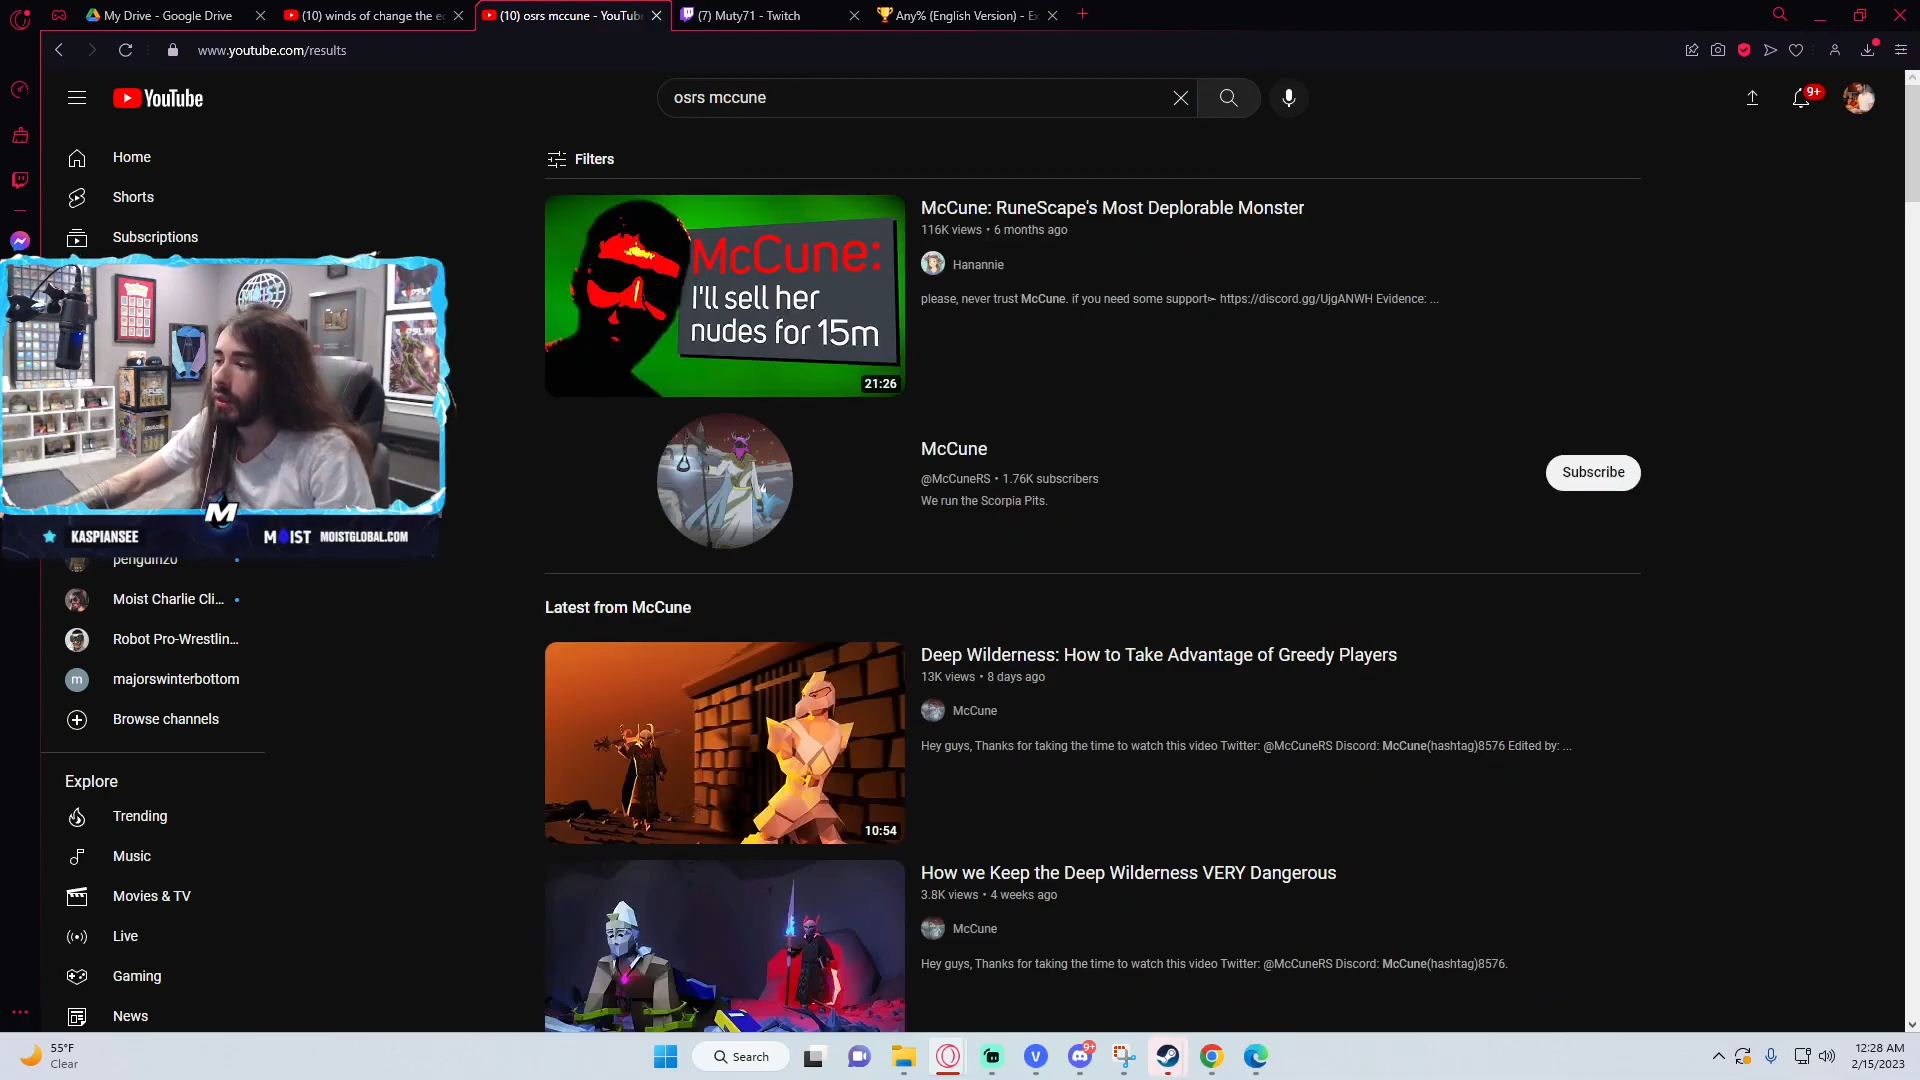 My Drive - Google Drive
(10) winds of change the e
(10) osrs mccune - YouTub
(7) Muty71 - Twitch
Any% (English Version) - E
www.youtube.com/results
YouTube
osrs mccune
9+
Home
Shorts
Subscriptions
Filters
McCune:
I'll sell her
nudes for 15m
21:26
McCune: RuneScape's Most Deplorable Monster
116K views • 6 months ago
Hanannie
please, never trust McCune. if you need some support~ https://discord.gg/UjgANWH Evidence: ...
McCune
@McCuneRS • 1.76K subscribers
We run the Scorpia Pits.
Subscribe
MOIST
M
KASPIANSEE
MOIST MOISTGLOBAL.COM
penguinz0
Moist Charlie Cli...
Robot Pro-Wrestlin...
m
majorswinterbottom
Browse channels
Explore
Trending
Music
Movies & TV
Live
Gaming
News
Latest from McCune
10:54
Deep Wilderness: How to Take Advantage of Greedy Players
13K views • 8 days ago
McCune
Hey guys, Thanks for taking the time to watch this video Twitter: @McCuneRS Discord: McCune(hashtag)8576 Edited by: ...
How we Keep the Deep Wilderness VERY Dangerous
3.8K views • 4 weeks ago
McCune
Hey guys, Thanks for taking the time to watch this video Twitter: @McCuneRS Discord: McCune(hashtag)8576.
55°F
Clear
Search
V
9+
12:28 AM
2/15/2023